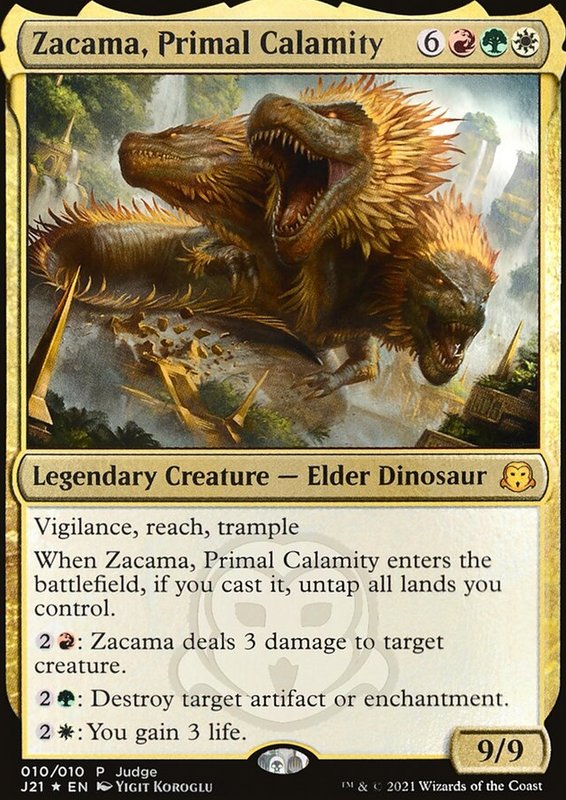 Zacama, Primal Calamity 6
Legendary Creature — Elder Dinosaur
Vigilance, reach, trample
When Zacama, Primal Calamity enters the
battlefield, if you cast it, untap all lands you
control.
2 : Zacama deals 3 damage to target
creature.
2 : Destroy target artifact or enchantment.
2 : You gain 3 life.
9/9
010/010 P Judge
J21 ★ EN Yigit Koroglu
™ & © 2021 Wizards of the Coast